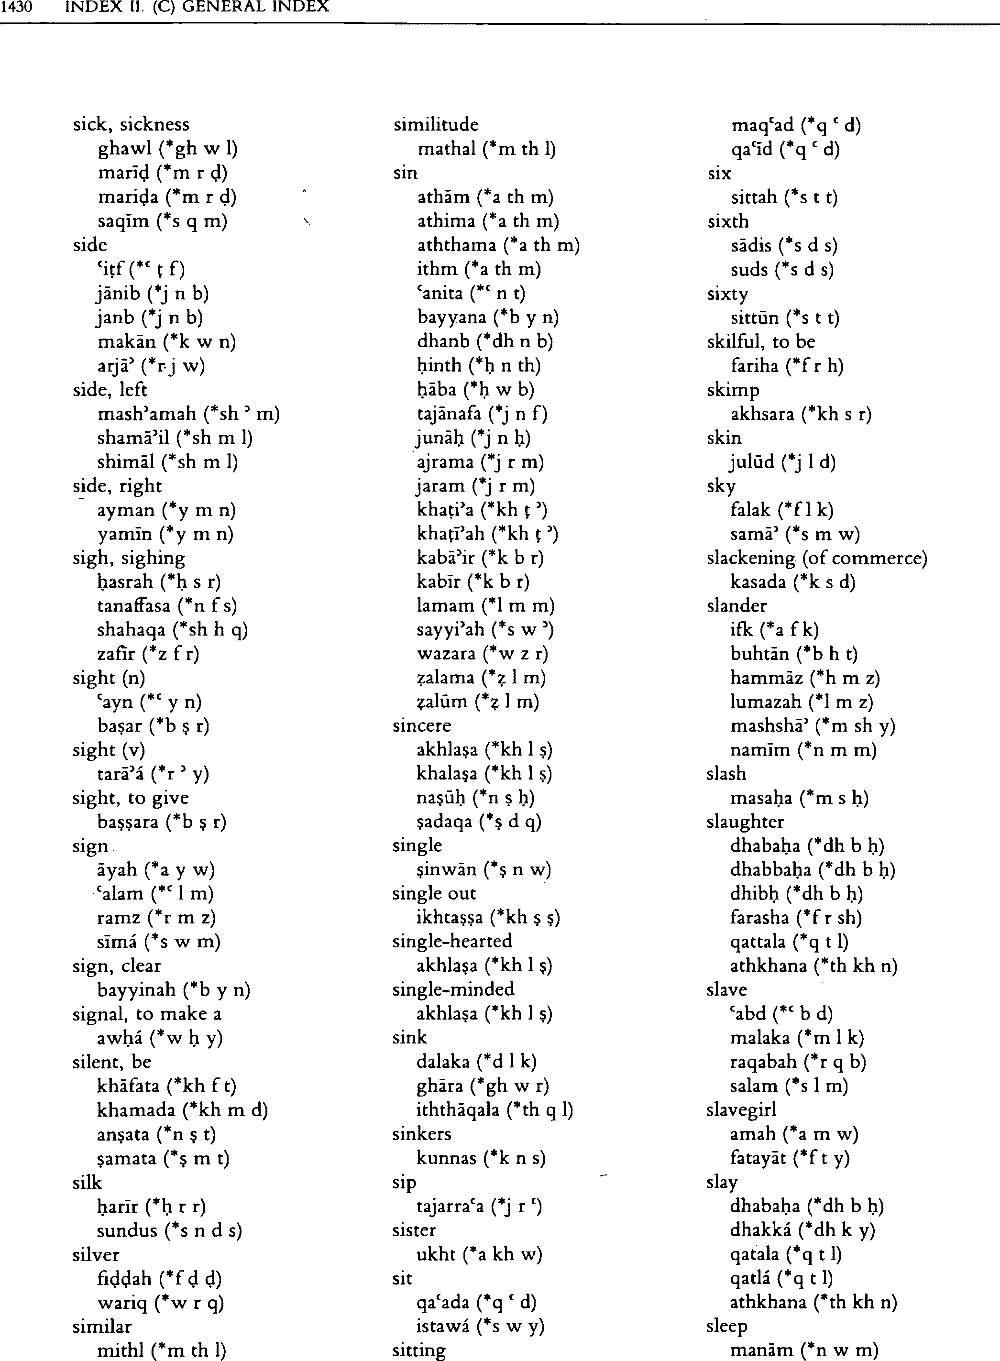 1430 INDEX II. (C) GENERAL INDEX
sick, sickness
ghawl (*gh w l)
marīḍ (*m r ḍ)
mariḍa (*m r ḍ)
saqīm (*s q m)
side
ʿiṭf (*ʿ ṭ f)
jānib (*j n b)
janb (*j n b)
makān (*k w n)
arjāʾ (*r j w)
side, left
mashʾamah (*sh ʾ m)
shamāʾil (*sh m l)
shimāl (*sh m l)
side, right
ayman (*y m n)
yamīn (*y m n)
sigh, sighing
ḥasrah (*ḥ s r)
tanaffasa (*n f s)
shahaqa (*sh h q)
zafīr (*z f r)
sight (n)
ʿayn (*ʿ y n)
baṣar (*b ṣ r)
sight (v)
tarāʾá (*r ʾ y)
sight, to give
baṣṣara (*b ṣ r)
sign
āyah (*a y w)
ʿalam (*ʿ l m)
ramz (*r m z)
sīmá (*s w m)
sign, clear
bayyinah (*b y n)
signal, to make a
awḥá (*w ḥ y)
silent, be
khāfata (*kh f t)
khamada (*kh m d)
anṣata (*n ṣ t)
ṣamata (*ṣ m t)
silk
ḥarīr (*ḥ r r)
sundus (*s n d s)
silver
fiḍḍah (*f ḍ ḍ)
wariq (*w r q)
similar
mithl (*m th l)
similitude
mathal (*m th l)
sin
athām (*a th m)
athima (*a th m)
aththama (*a th m)
ithm (*a th m)
ʿanita (*ʿ n t)
bayyana (*b y n)
dhanb (*dh n b)
ḥinth (*ḥ n th)
ḥāba (*ḥ w b)
tajānafa (*j n f)
junāḥ (*j n ḥ)
ajrama (*j r m)
jaram (*j r m)
khaṭiʾa (*kh ṭ ʾ)
khaṭīʾah (*kh ṭ ʾ)
kabāʾir (*k b r)
kabīr (*k b r)
lamam (*l m m)
sayyiʾah (*s w ʾ)
wazara (*w z r)
ẓalama (*ẓ l m)
ẓalūm (*ẓ l m)
sincere
akhlaṣa (*kh l ṣ)
khalaṣa (*kh l ṣ)
naṣūḥ (*n ṣ ḥ)
ṣadaqa (*ṣ d q)
single
ṣinwān (*ṣ n w)
single out
ikhtaṣṣa (*kh ṣ ṣ)
single-hearted
akhlaṣa (*kh l ṣ)
single-minded
akhlaṣa (*kh l ṣ)
sink
dalaka (*d l k)
ghāra (*gh w r)
iththāqala (*th q l)
sinkers
kunnas (*k n s)
sip
tajarraʿa (*j r ʿ)
sister
ukht (*a kh w)
sit
qaʿada (*q ʿ d)
istawá (*s w y)
sitting
maqʿad (*q ʿ d)
qaʿīd (*q ʿ d)
six
sittah (*s t t)
sixth
sādis (*s d s)
suds (*s d s)
sixty
sittūn (*s t t)
skilful, to be
fariha (*f r h)
skimp
akhsara (*kh s r)
skin
julūd (*j l d)
sky
falak (*f l k)
samāʾ (*s m w)
slackening (of commerce)
kasada (*k s d)
slander
ifk (*a f k)
buhtān (*b h t)
hammāz (*h m z)
lumazah (*l m z)
mashshāʾ (*m sh y)
namīm (*n m m)
slash
masaḥa (*m s ḥ)
slaughter
dhabaḥa (*dh b ḥ)
dhabbaḥa (*dh b ḥ)
dhibḥ (*dh b ḥ)
farasha (*f r sh)
qattala (*q t l)
athkhana (*th kh n)
slave
ʿabd (*ʿ b d)
malaka (*m l k)
raqabah (*r q b)
salam (*s l m)
slavegirl
amah (*a m w)
fatayāt (*f t y)
slay
dhabaḥa (*dh b ḥ)
dhakká (*dh k y)
qatala (*q t l)
qatlá (*q t l)
athkhana (*th kh n)
sleep
manām (*n w m)